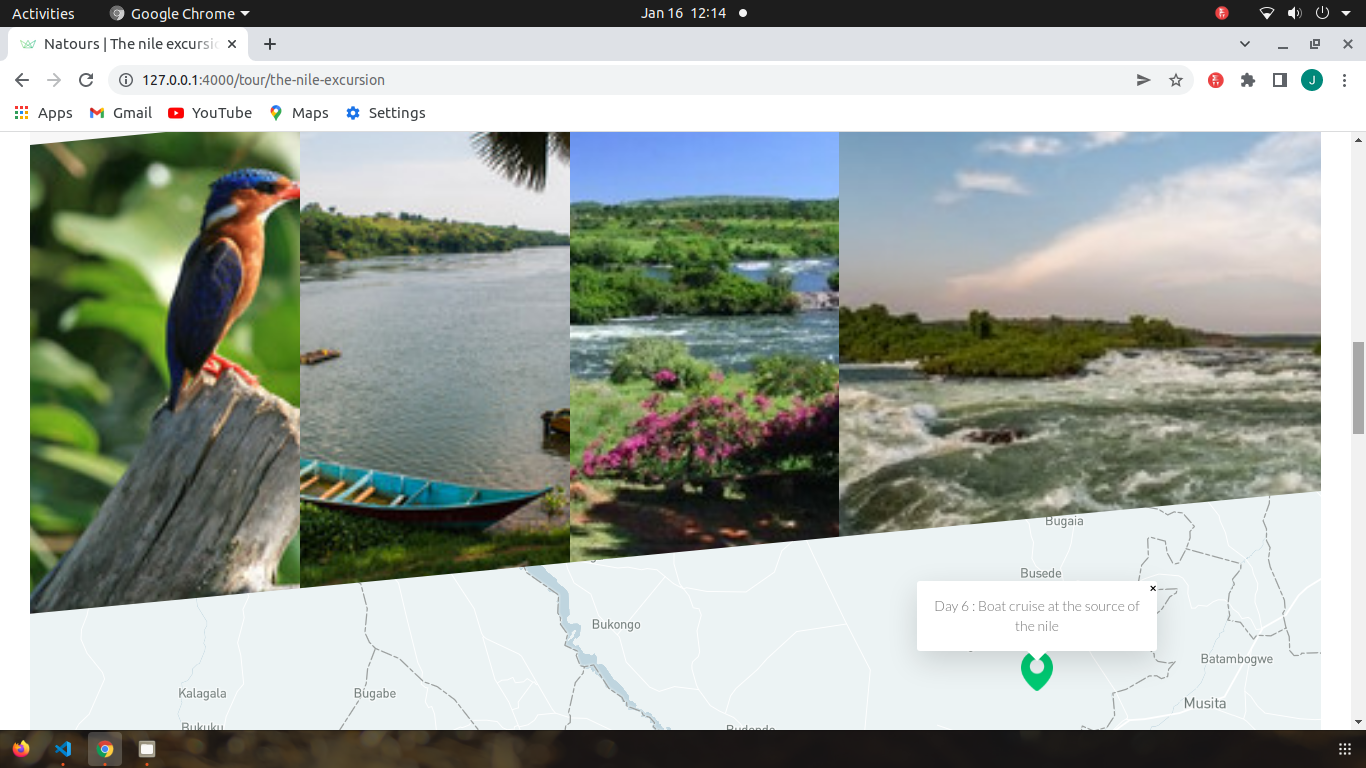 Activities
Google Chrome
Jan 16 12:14
Natours | The nile excursi
127.0.0.1:4000/tour/the-nile-excursion
J
Apps
Gmail
YouTube
Maps
Settings
Bugaia
Busede
Day 6 : Boat cruise at the source of
the nile
Bukongo
Batambogwe
Kalagala
Bugabe
Musita
Bukuku